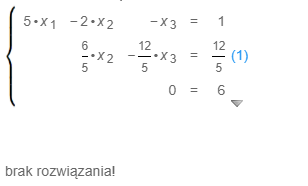 5•x₁ −2•x₂ −x₃ = 1
6/5•x₂ −12/5•x₃ = 12/5 (1)
0 = 6
brak rozwiązania!